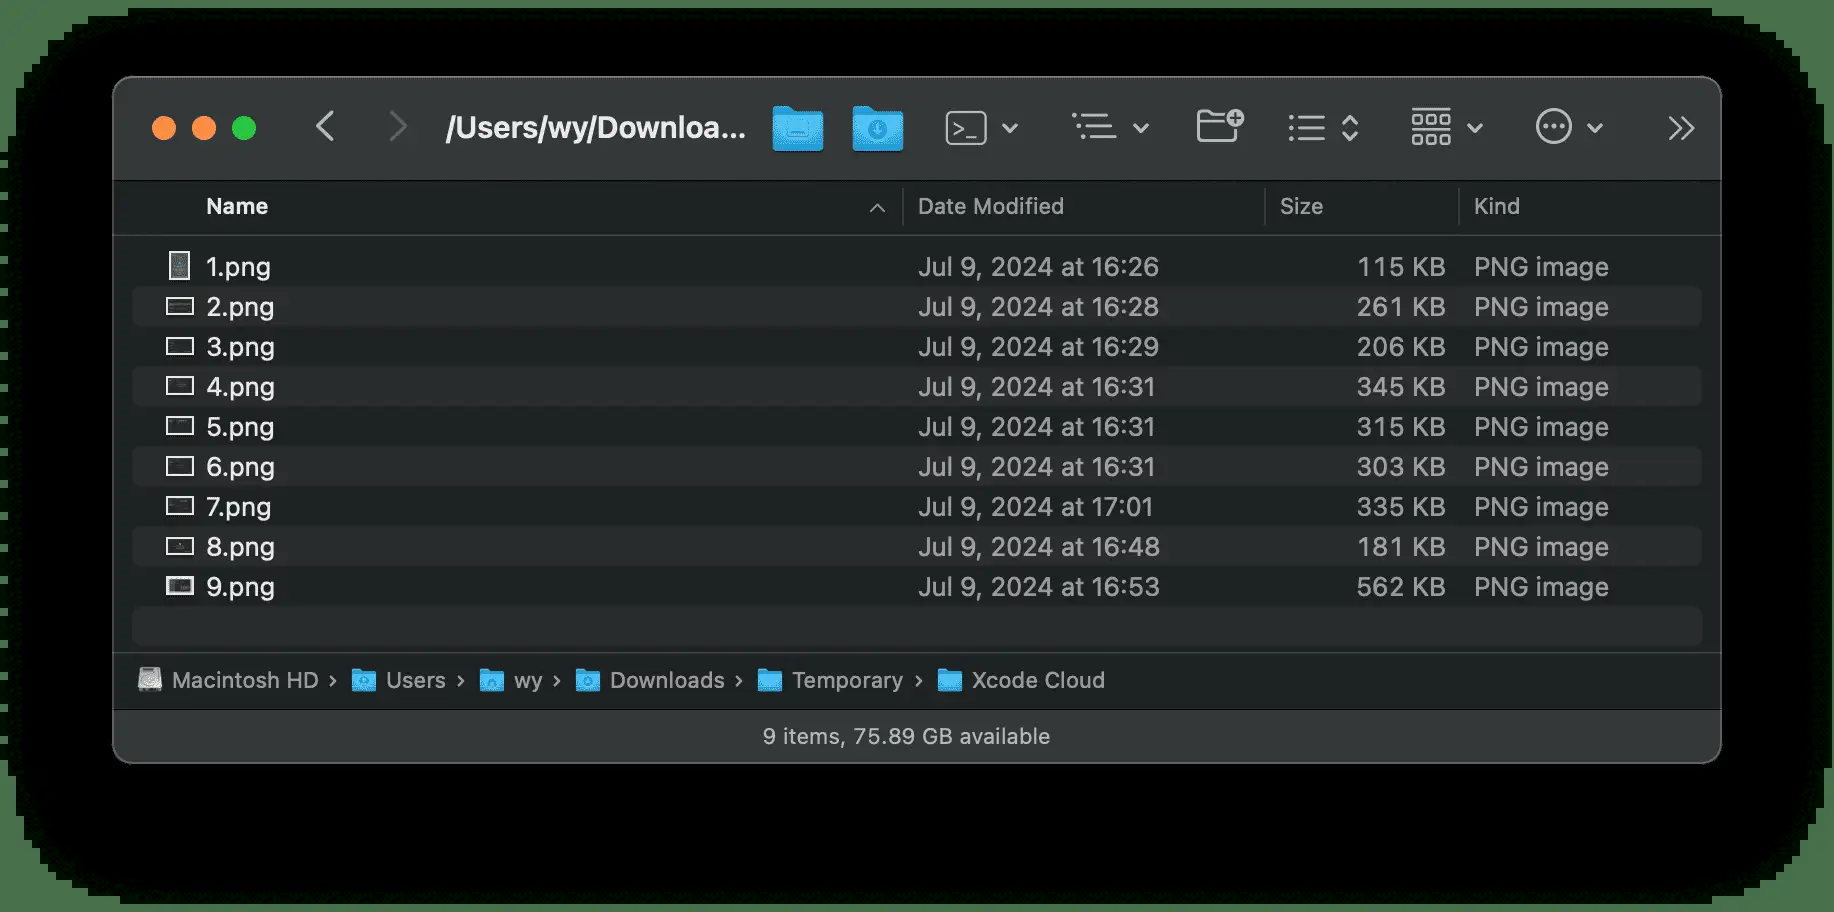 /Users/wy/Downloa...
Name Date Modified Size Kind
1.png Jul 9, 2024 at 16:26 115 KB PNG image
2.png Jul 9, 2024 at 16:28 261 KB PNG image
3.png Jul 9, 2024 at 16:29 206 KB PNG image
4.png Jul 9, 2024 at 16:31 345 KB PNG image
5.png Jul 9, 2024 at 16:31 315 KB PNG image
6.png Jul 9, 2024 at 16:31 303 KB PNG image
7.png Jul 9, 2024 at 17:01 335 KB PNG image
8.png Jul 9, 2024 at 16:48 181 KB PNG image
9.png Jul 9, 2024 at 16:53 562 KB PNG image
Macintosh HD › Users › wy › Downloads › Temporary › Xcode Cloud
9 items, 75.89 GB available